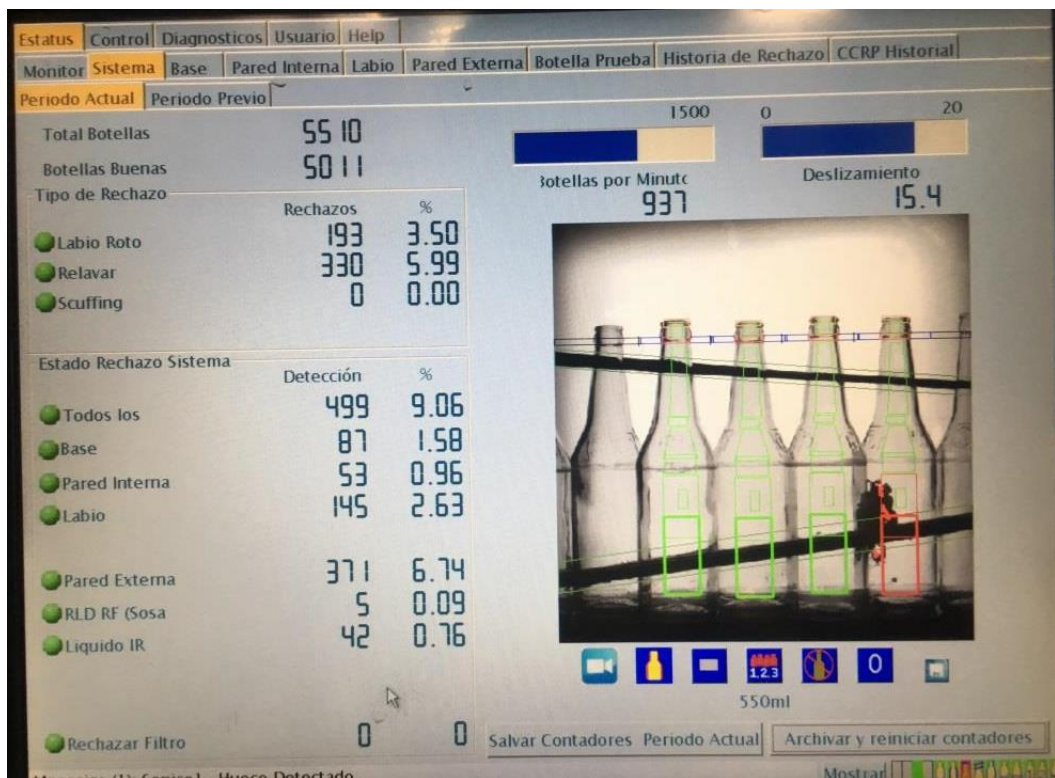 Estatus Control Diagnosticos Usuario Help
Monitor Sistema Base Pared Interna Labio Pared Externa Botella Prueba Historia de Rechazo CCRP Historial
Periodo Actual Periodo Previo
Total Botellas 5510
Botellas Buenas 5011
Tipo de Rechazo
Rechazos %
Labio Roto 193 3.50
Relavar 330 5.99
Scuffing 0 0.00
Estado Rechazo Sistema
Detección %
Todos los 499 9.06
Base 87 1.58
Pared Interna 53 0.96
Labio 145 2.63
Pared Externa 371 6.74
RLD RF (Sosa 5 0.09
Liquido IR 42 0.76
Rechazar Filtro 0 0
1500 0 20
Botellas por Minuto Deslizamiento
937 15.4
1,2,3 0
550ml
Salvar Contadores Periodo Actual Archivar y reiniciar contadores
Hueco Detectado Mostrar